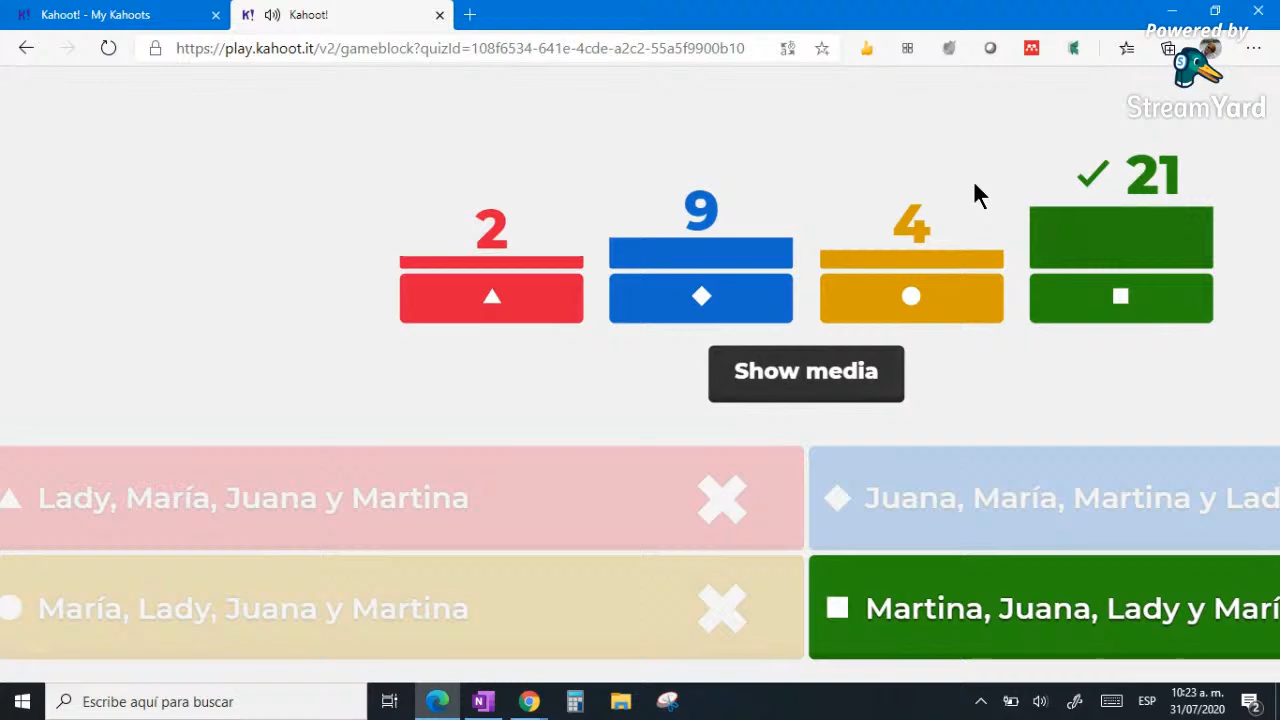 K! Kahoot! - My Kahoots
K! Kahoot!
https://play.kahoot.it/v2/gameblock?quizId=108f6534-641e-4cde-a2c2-55a5f9900b10
Powered by
S
StreamYard
2
9
4
21
Show media
Lady, María, Juana y Martina
Juana, María, Martina y Lad
María, Lady, Juana y Martina
Martina, Juana, Lady y Marí
Escribe aquí para buscar
ESP
10:23 a. m.
31/07/2020
2